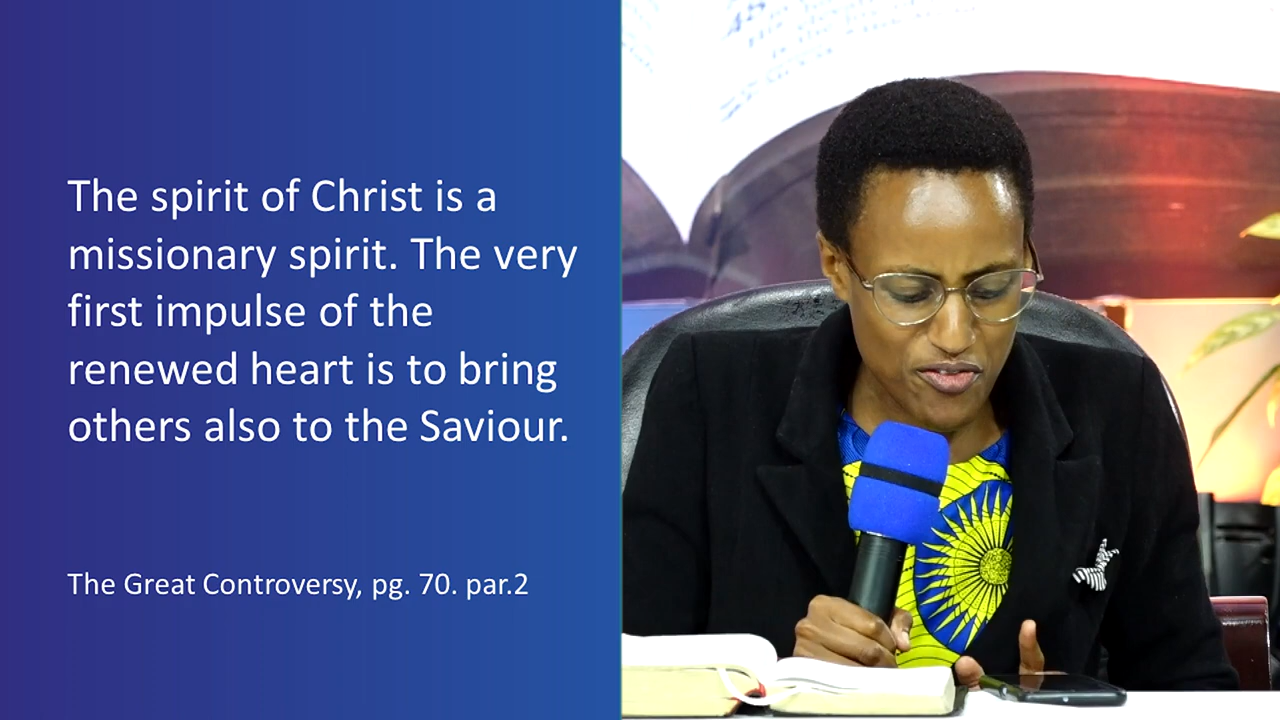 The spirit of Christ is a
missionary spirit. The very
first impulse of the
renewed heart is to bring
others also to the Saviour.
The Great Controversy, pg. 70. par.2